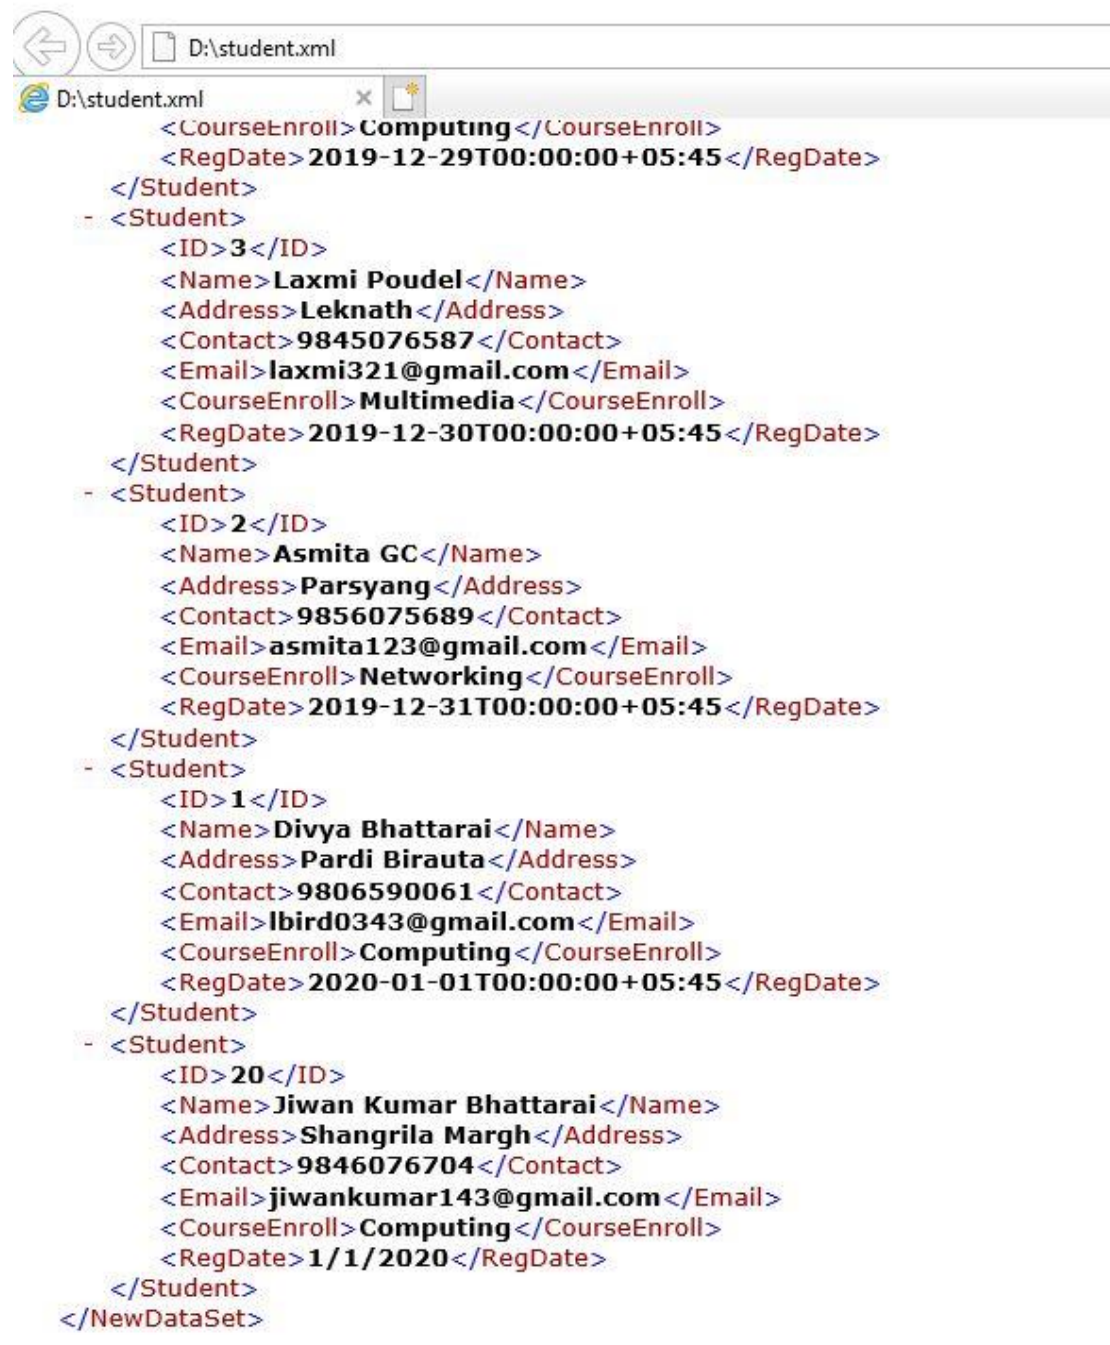 D:\student.xml
D:\student.xml
<CourseEnroll>Computing</CourseEnroll>
<RegDate>2019-12-29T00:00:00+05:45</RegDate>
</Student>
- <Student>
<ID>3</ID>
<Name>Laxmi Poudel</Name>
<Address>Leknath</Address>
<Contact>9845076587</Contact>
<Email>laxmi321@gmail.com</Email>
<CourseEnroll>Multimedia</CourseEnroll>
<RegDate>2019-12-30T00:00:00+05:45</RegDate>
</Student>
- <Student>
<ID>2</ID>
<Name>Asmita GC</Name>
<Address>Parsyang</Address>
<Contact>9856075689</Contact>
<Email>asmita123@gmail.com</Email>
<CourseEnroll>Networking</CourseEnroll>
<RegDate>2019-12-31T00:00:00+05:45</RegDate>
</Student>
- <Student>
<ID>1</ID>
<Name>Divya Bhattarai</Name>
<Address>Pardi Birauta</Address>
<Contact>9806590061</Contact>
<Email>lbird0343@gmail.com</Email>
<CourseEnroll>Computing</CourseEnroll>
<RegDate>2020-01-01T00:00:00+05:45</RegDate>
</Student>
- <Student>
<ID>20</ID>
<Name>Jiwan Kumar Bhattarai</Name>
<Address>Shangrila Margh</Address>
<Contact>9846076704</Contact>
<Email>jiwankumar143@gmail.com</Email>
<CourseEnroll>Computing</CourseEnroll>
<RegDate>1/1/2020</RegDate>
</Student>
</NewDataSet>